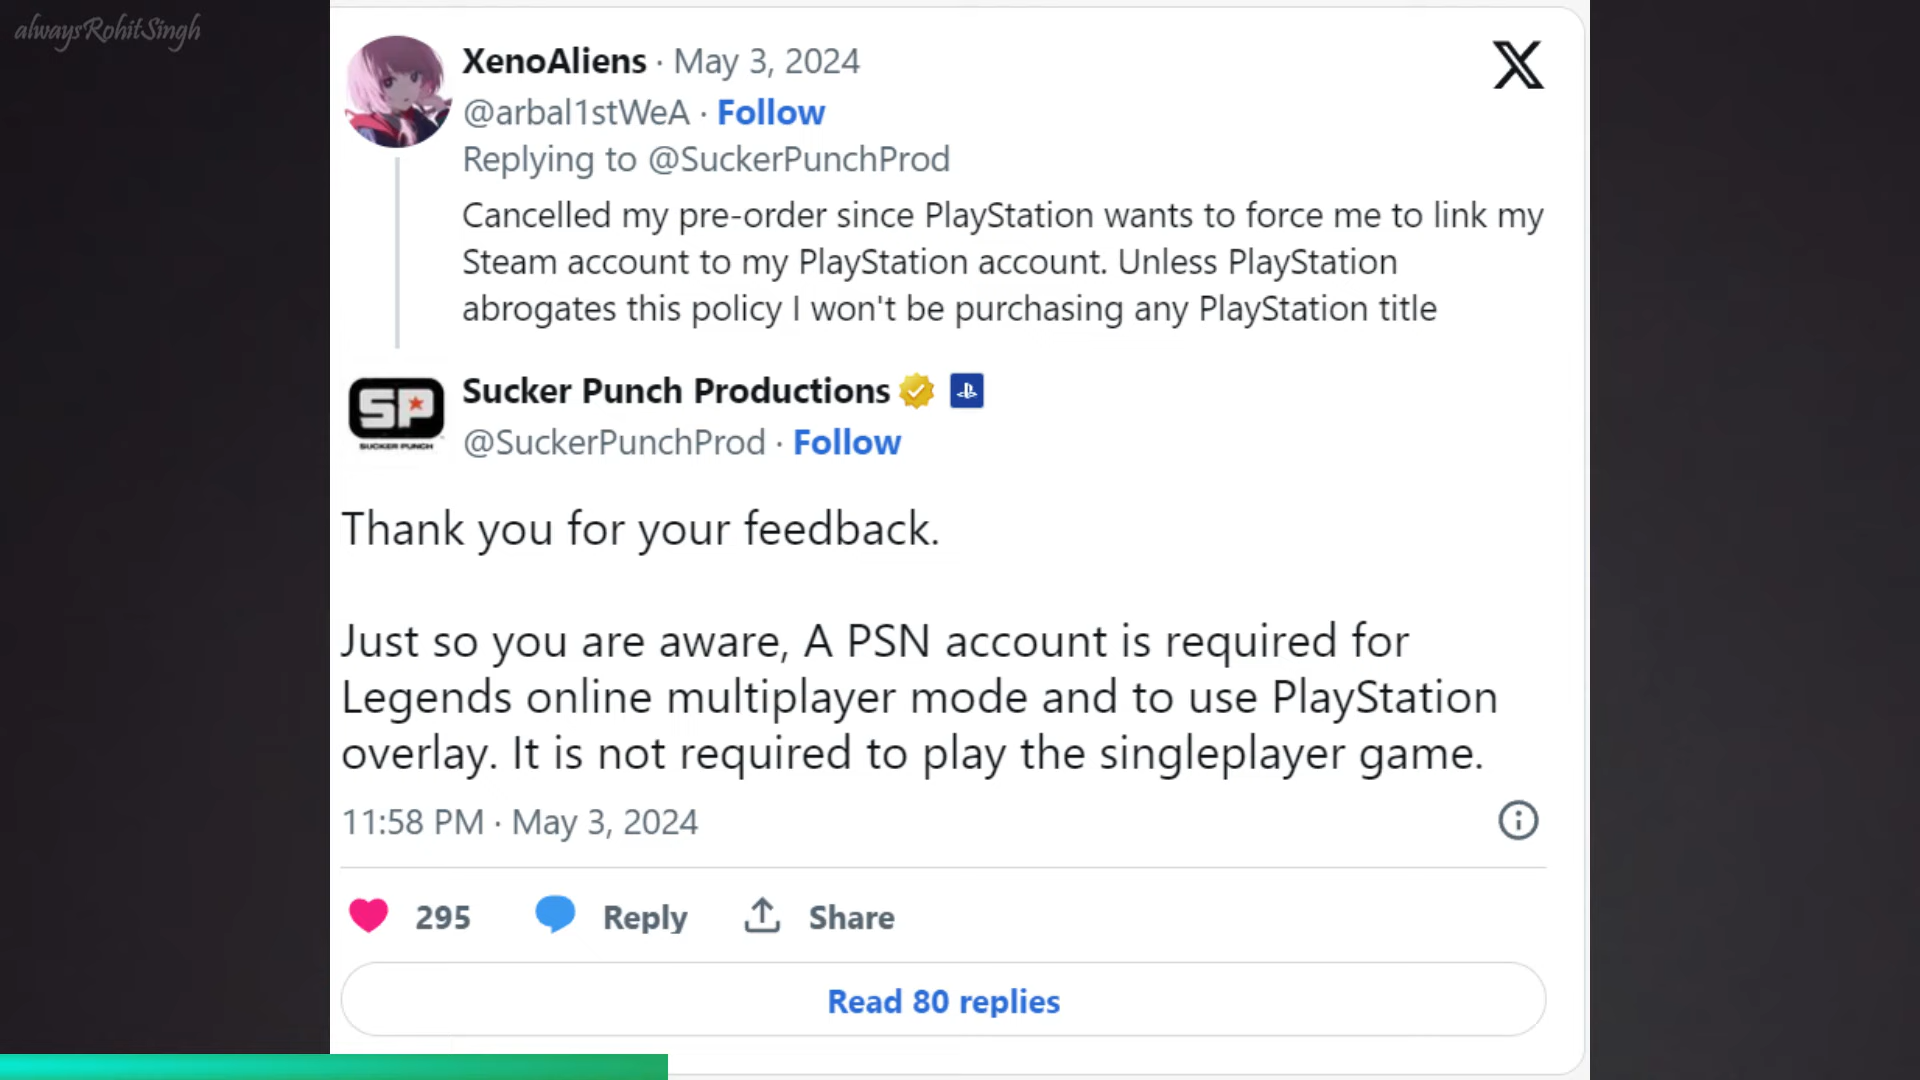 alwaysRohitSingh
XenoAliens · May 3, 2024
@arbal1stWeA · Follow
Replying to @SuckerPunchProd
Cancelled my pre-order since PlayStation wants to force me to link my
Steam account to my PlayStation account. Unless PlayStation
abrogates this policy I won't be purchasing any PlayStation title
SP
SUCKER PUNCH
Sucker Punch Productions
@SuckerPunchProd · Follow
Thank you for your feedback.
Just so you are aware, A PSN account is required for
Legends online multiplayer mode and to use PlayStation
overlay. It is not required to play the singleplayer game.
11:58 PM · May 3, 2024
295 Reply Share
Read 80 replies